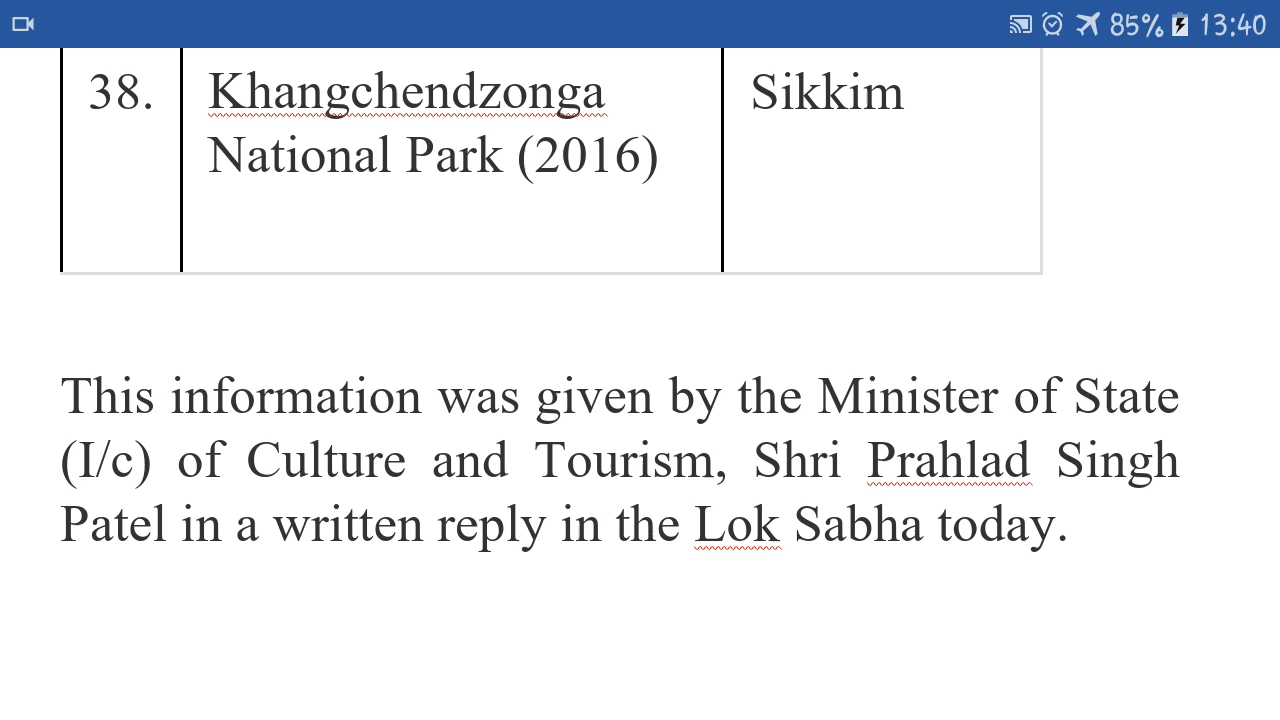 85% 13:40
38. Khangchendzonga Sikkim
National Park (2016)
This information was given by the Minister of State
(I/c) of Culture and Tourism, Shri Prahlad Singh
Patel in a written reply in the Lok Sabha today.